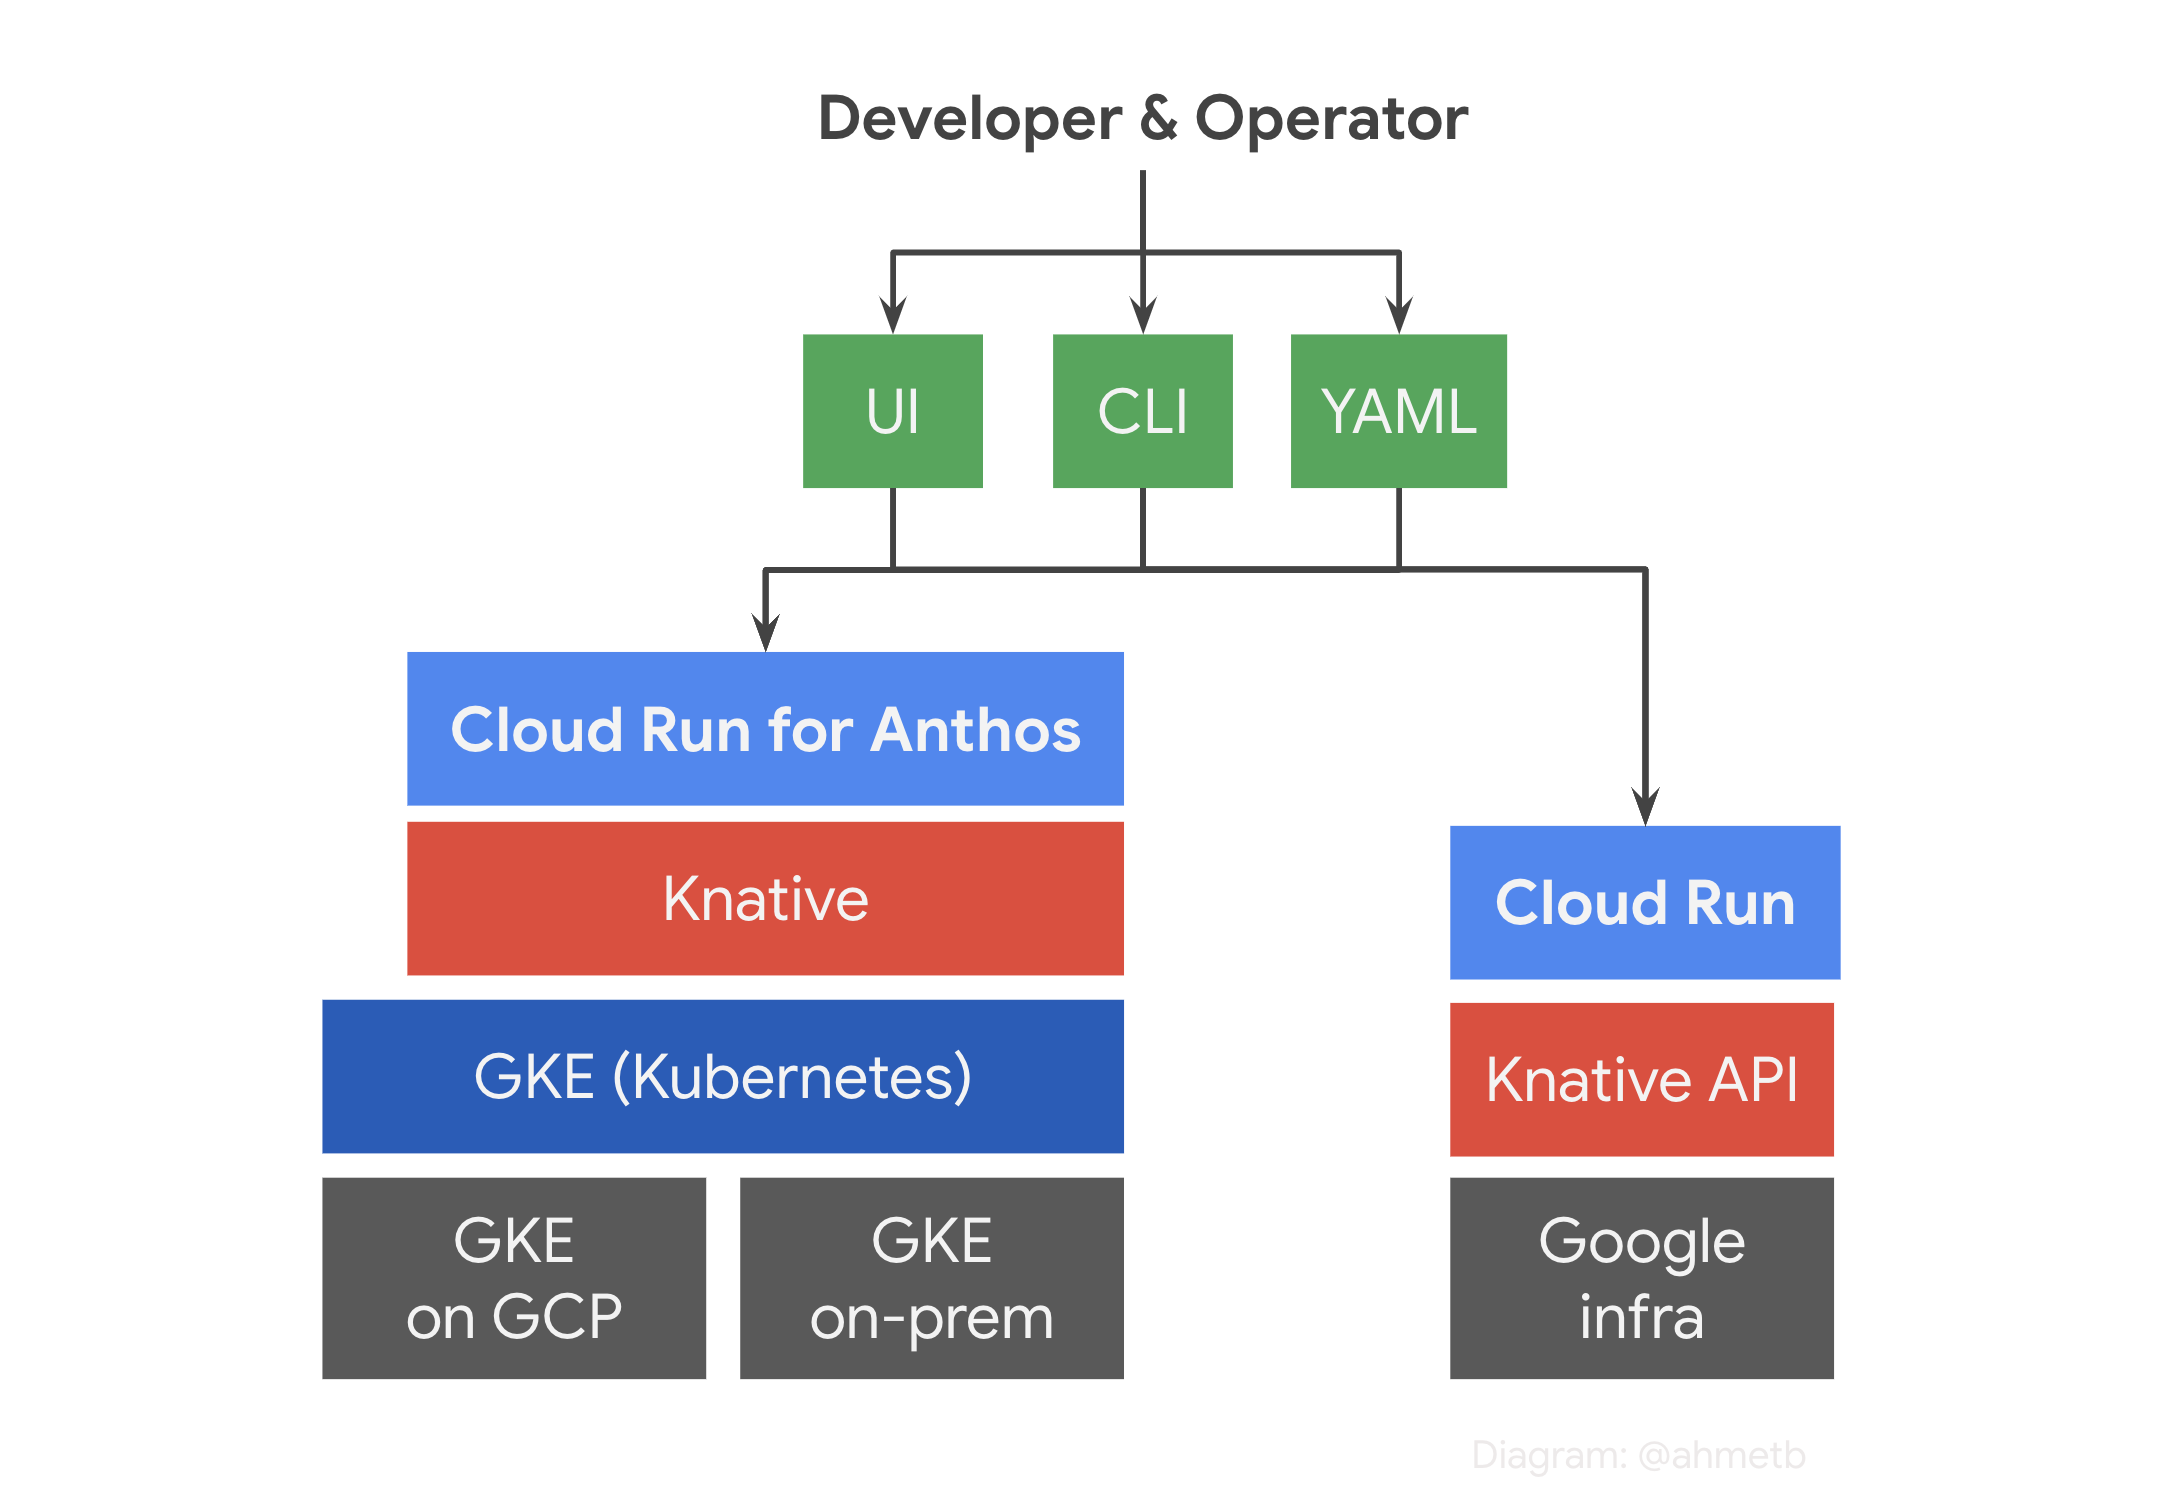 Developer & Operator
UI
CLI
YAML
Cloud Run for Anthos
Knative
GKE (Kubernetes)
GKE
on GCP
GKE
on-prem
Cloud Run
Knative API
Google
infra
Diagram: @ahmetb